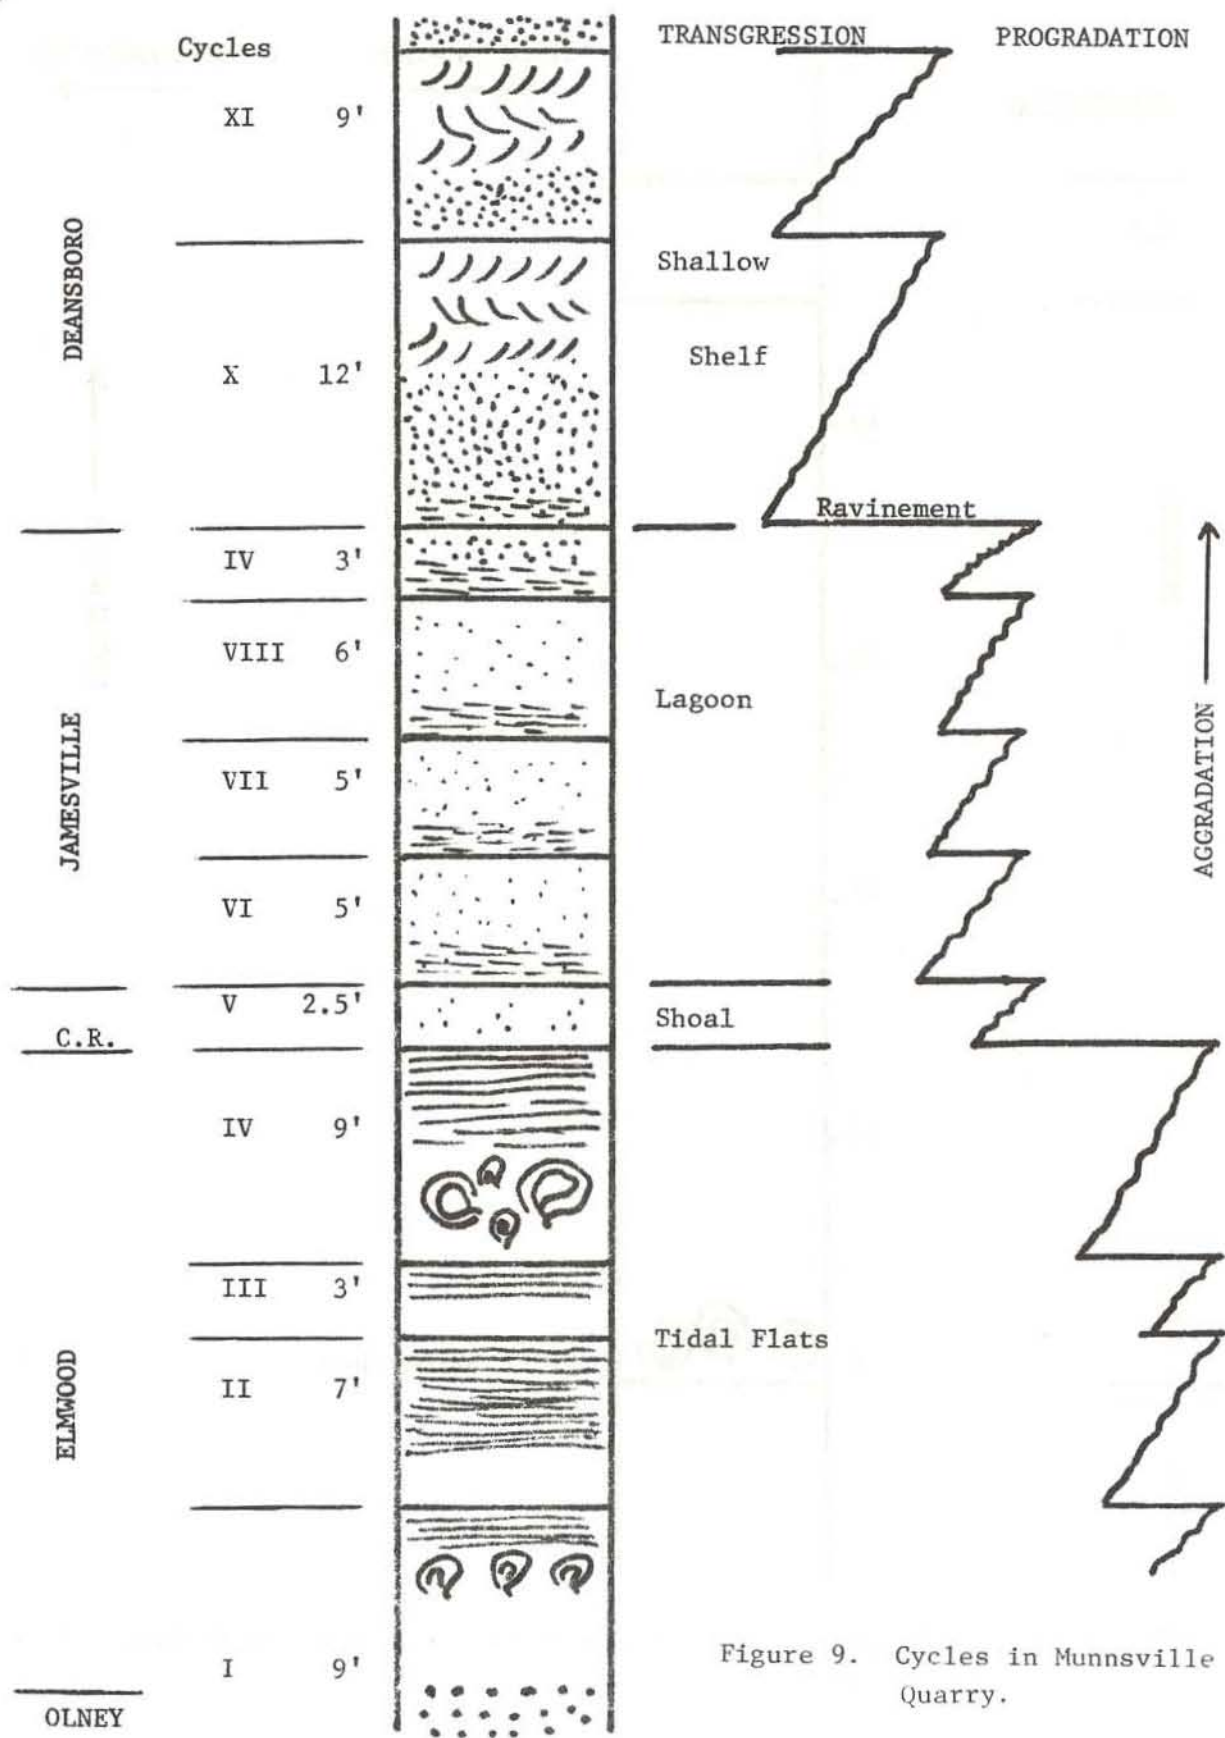 Cycles TRANSGRESSION PROGRADATION
XI 9'
DEANSBORO
Shallow
Shelf
X 12'
Ravinement
IV 3'
VIII 6'
Lagoon
JAMESVILLE
VII 5'
AGGRADATION
VI 5'
V 2.5'
Shoal
C.R.
IV 9'
III 3'
Tidal Flats
II 7'
ELMWOOD
I 9'
OLNEY
Figure 9. Cycles in Munnsville
Quarry.